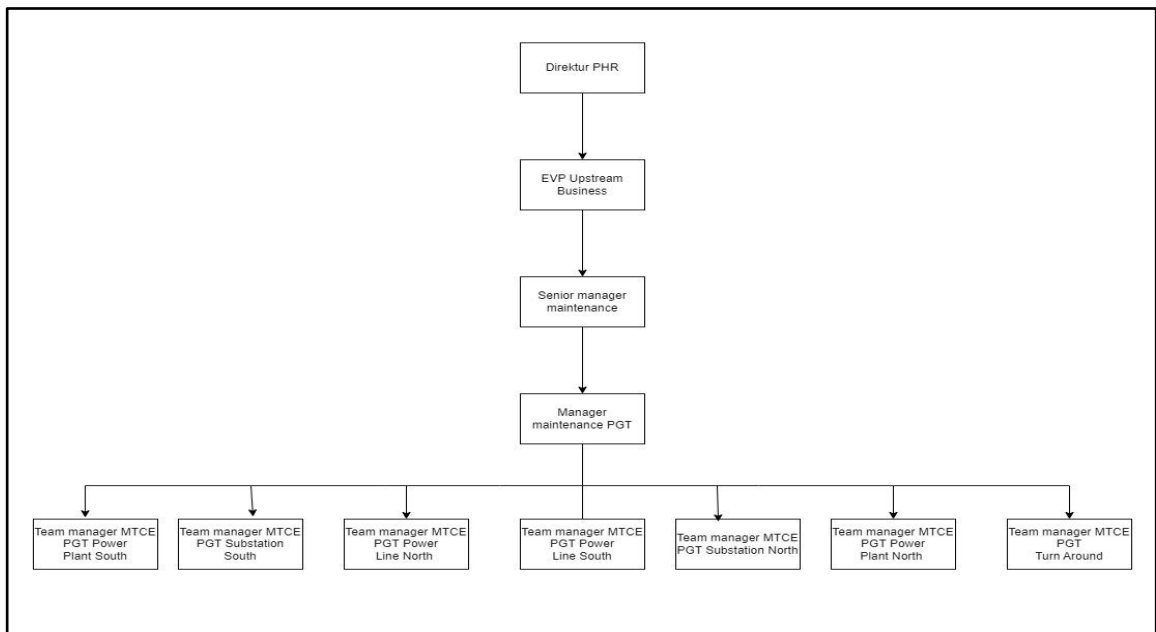 Direktur PHR
EVP Upstream
Business
Senior manager
maintenance
Manager
maintenance PGT
Team manager MTCE
PGT Power
Plant South
Team manager MTCE
PGT Substation
South
Team manager MTCE
PGT Power
Line North
Team manager MTCE
PGT Power
Line South
Team manager MTCE
PGT Substation North
Team manager MTCE
PGT Power
Plant North
Team manager MTCE
PGT
Turn Around